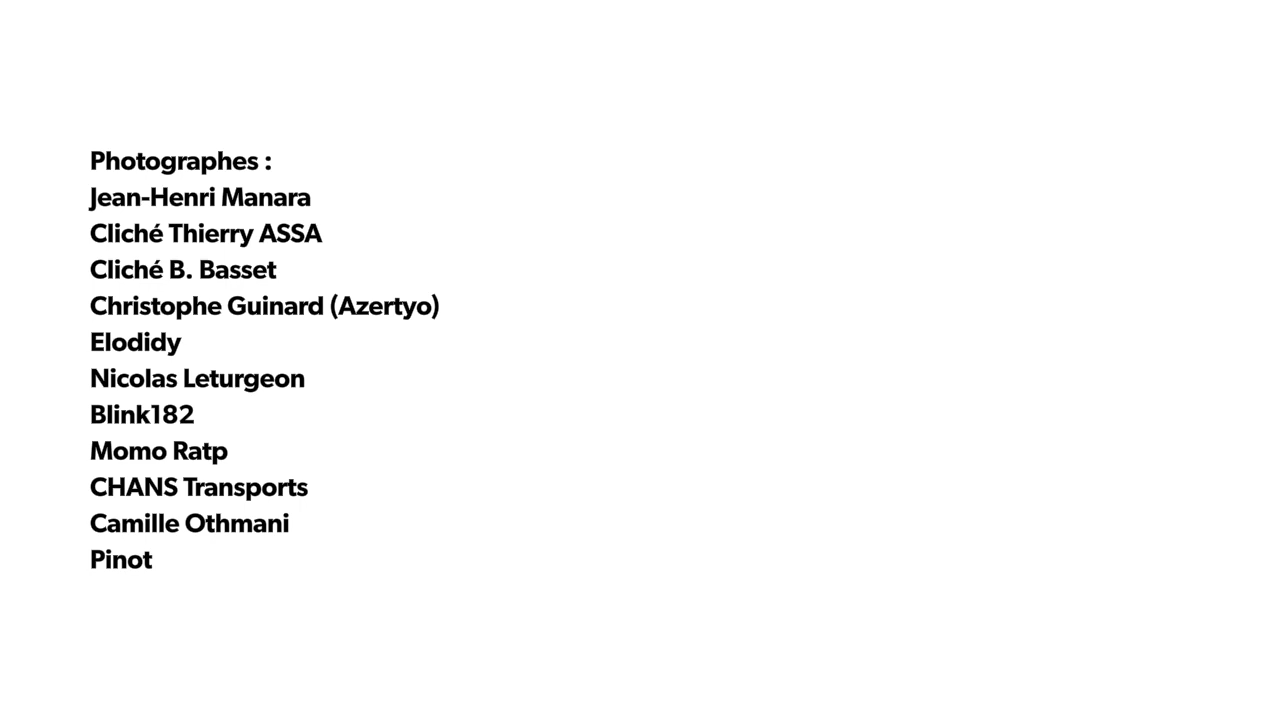 Photographes :
Jean-Henri Manara
Cliché Thierry ASSA
Cliché B. Basset
Christophe Guinard (Azertyo)
Elodidy
Nicolas Leturgeon
Blink182
Momo Ratp
CHANS Transports
Camille Othmani
Pinot